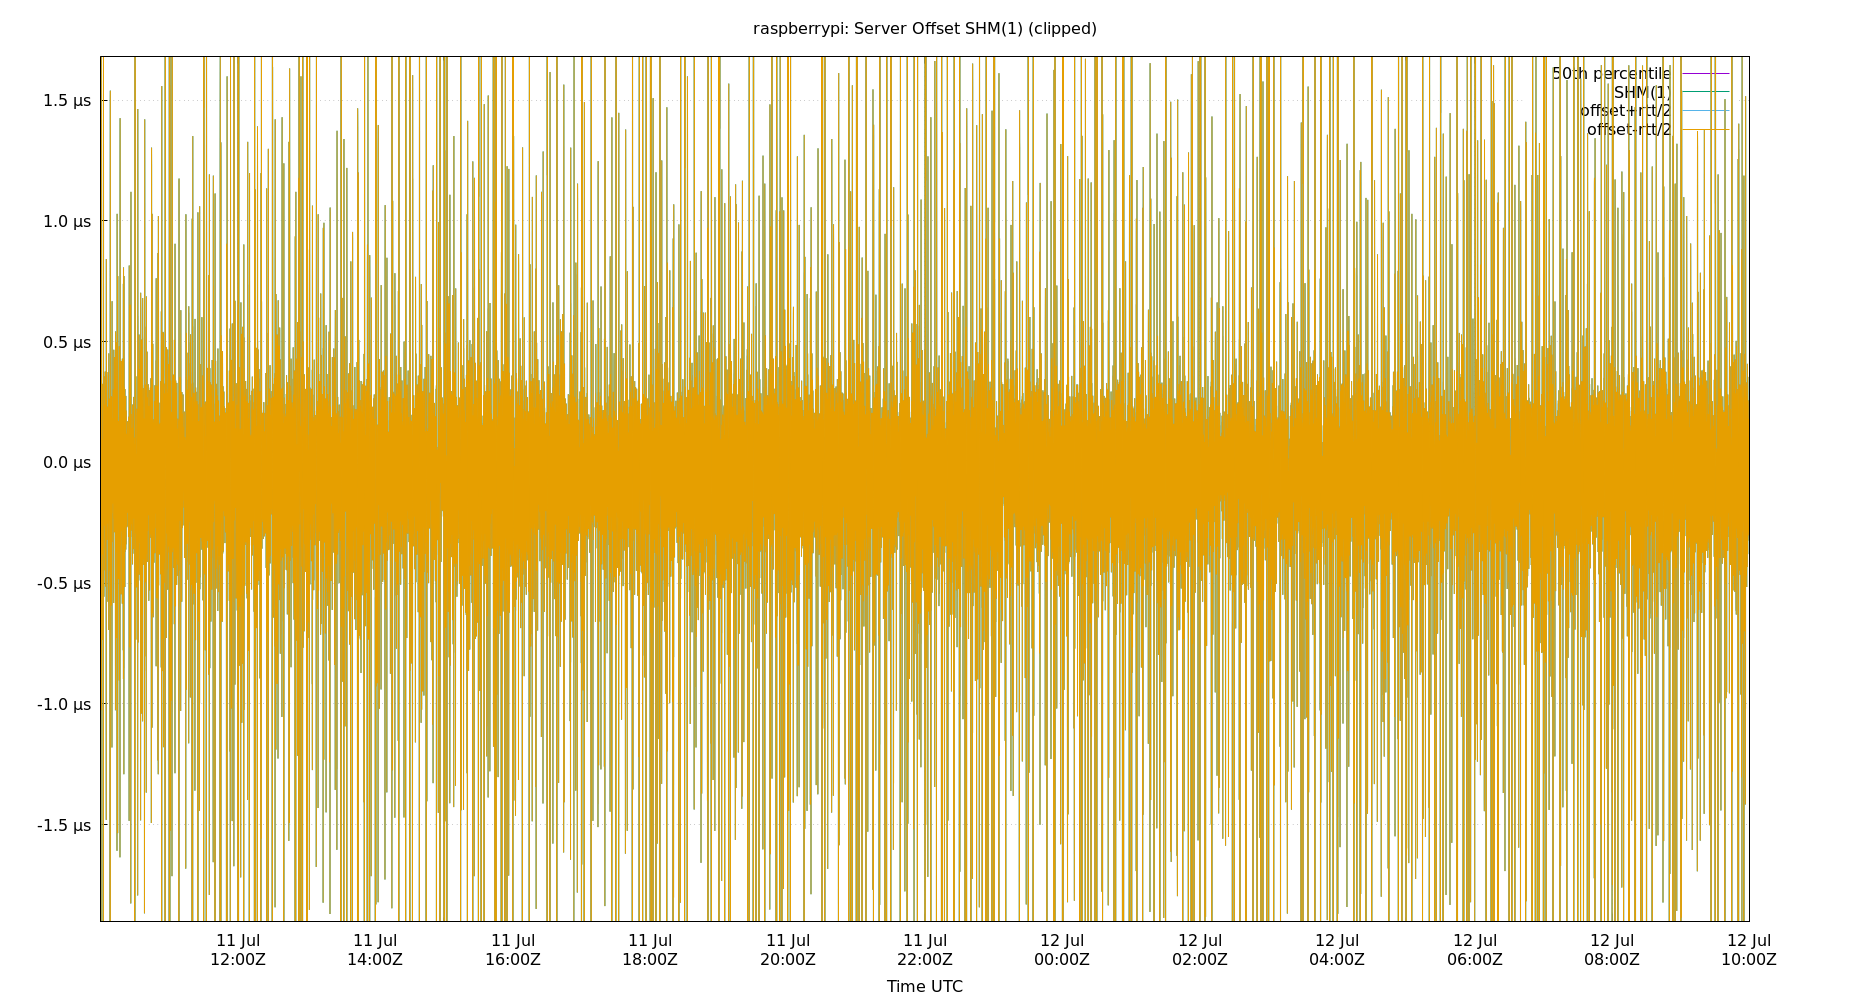 raspberrypi: Server Offset SHM(1) (clipped)
50th percentile
SHM(1)
offset+rtt/2
offset-rtt/2
1.5 µs
1.0 µs
0.5 µs
0.0 µs
-0.5 µs
-1.0 µs
-1.5 µs
11 Jul 11 Jul 11 Jul 11 Jul 11 Jul 11 Jul 12 Jul 12 Jul 12 Jul 12 Jul 12 Jul 12 Jul
12:00Z 14:00Z 16:00Z 18:00Z 20:00Z 22:00Z 00:00Z 02:00Z 04:00Z 06:00Z 08:00Z 10:00Z
Time UTC